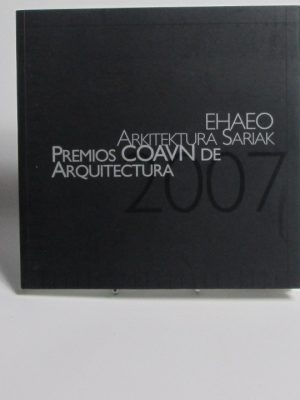 EHAEO
ARKITEKTURA SARIAK
PREMIOS COAVN DE
ARQUITECTURA
2007